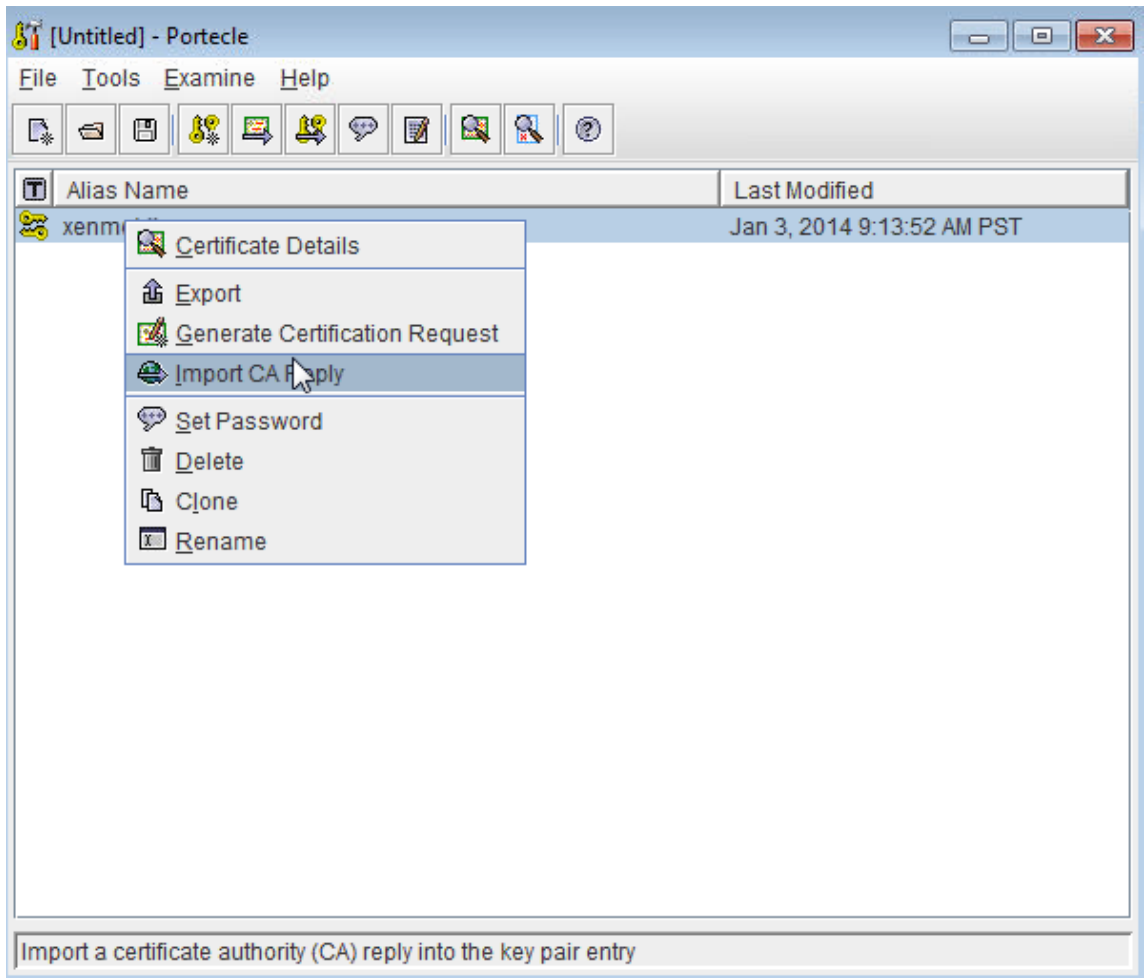 [Untitled] - Portecle
File Tools Examine Help
T Alias Name Last Modified
Jan 3, 2014 9:13:52 AM PST
Certificate Details
Export
Generate Certification Request
Import CA Reply
Set Password
Delete
Clone
Rename
Import a certificate authority (CA) reply into the key pair entry